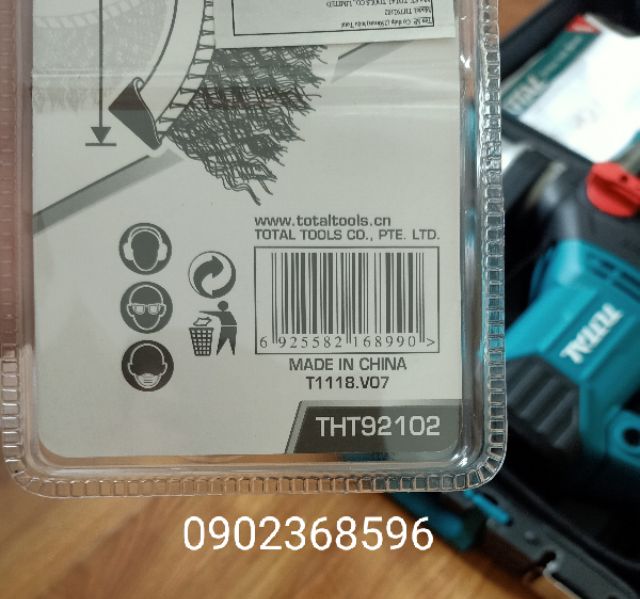 www.totaltools.cn
TOTAL TOOLS CO., PTE. LTD.
6 925582 168990 >
MADE IN CHINA
T1118.V07
THT92102
TOTAL
0902368596